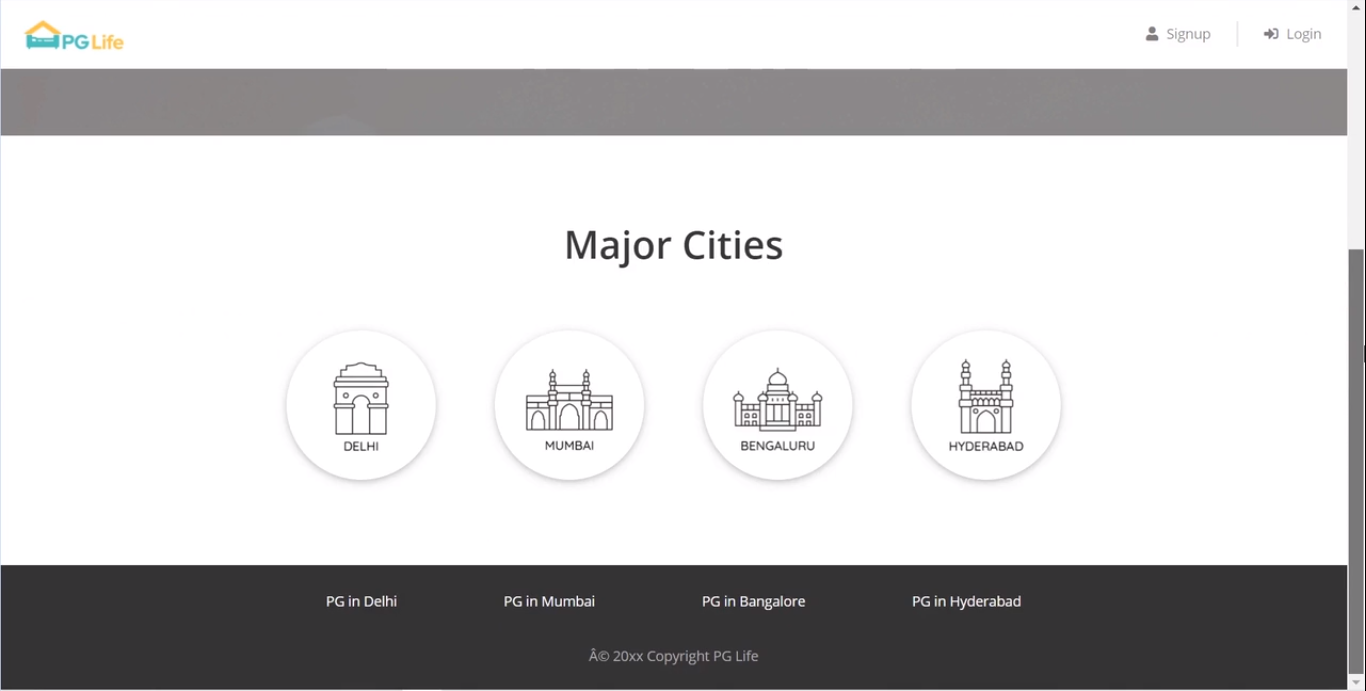 PG Life
Signup
Login
Major Cities
DELHI
MUMBAI
BENGALURU
HYDERABAD
PG in Delhi
PG in Mumbai
PG in Bangalore
PG in Hyderabad
Â© 20xx Copyright PG Life